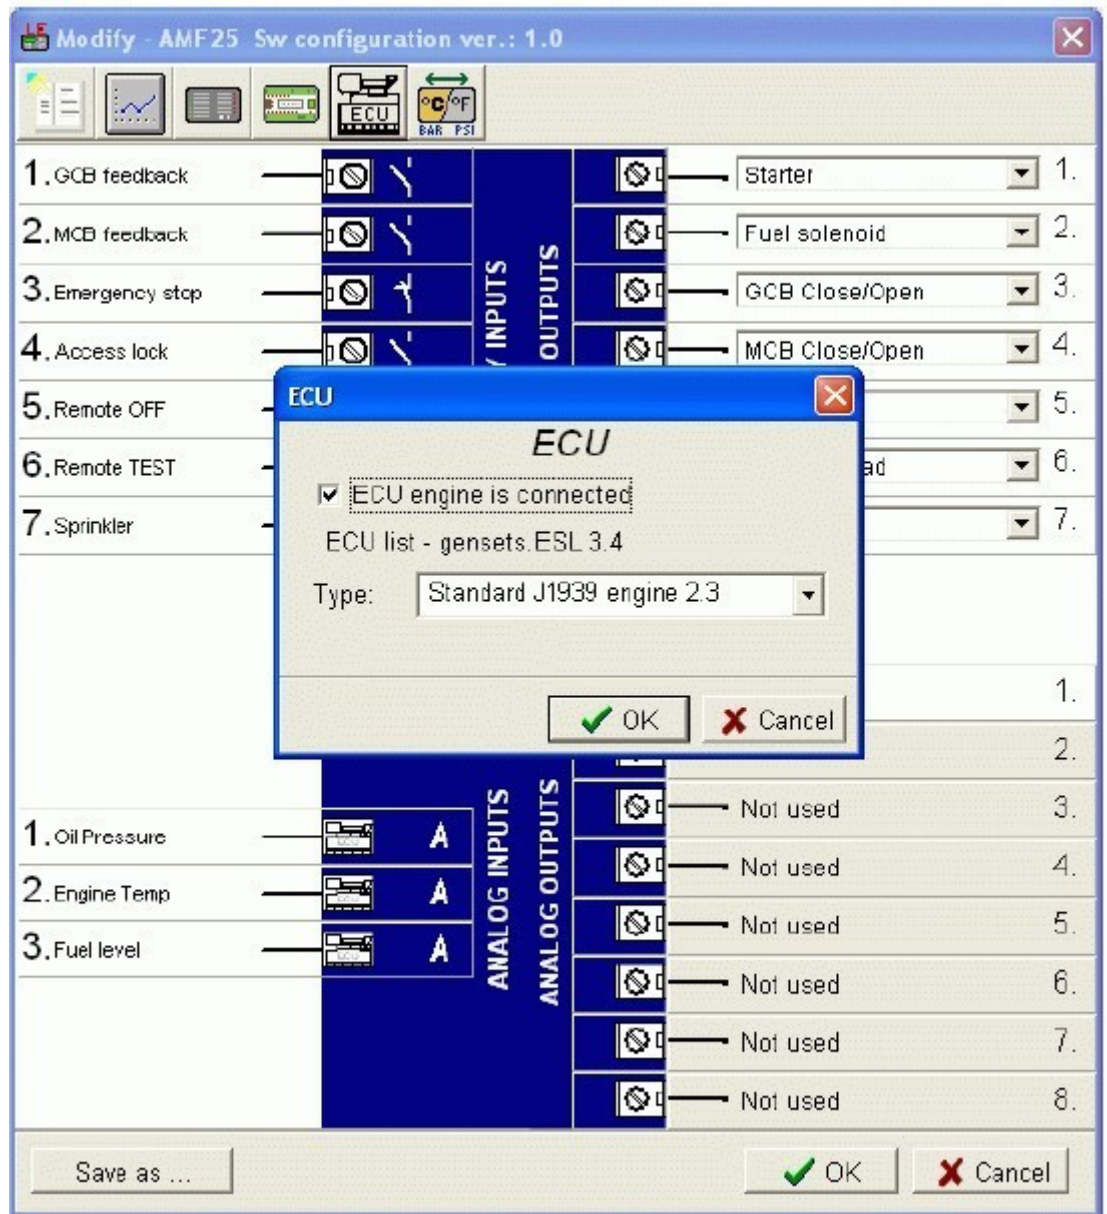 Modify - AMF25 Sw configuration ver.: 1.0
ECU
°C/°F
BAR PSI
1. GCB feedback
2. MCB feedback
3. Emergency stop
4. Access lock
5. Remote OFF
6. Remote TEST
7. Sprinkler
INPUTS
OUTPUTS
Starter 1.
Fuel solenoid 2.
GCB Close/Open 3.
MCB Close/Open 4.
5.
ad 6.
7.
ECU
ECU
ECU engine is connected
ECU list - gensets.ESL 3.4
Type: Standard J1939 engine 2.3
OK Cancel
1. Oil Pressure
2. Engine Temp
3. Fuel level
A
A
A
ANALOG INPUTS
ANALOG OUTPUTS
1.
2.
Not used 3.
Not used 4.
Not used 5.
Not used 6.
Not used 7.
Not used 8.
Save as ... OK Cancel